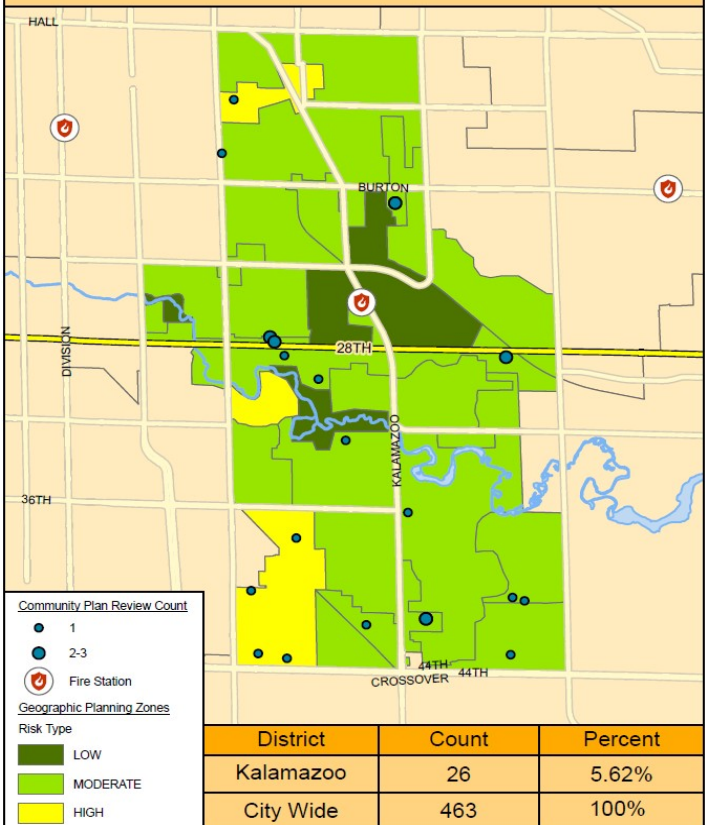 HALL
BURTON
DIVISION
28TH
KALAMAZOO
36TH
44TH
44TH
CROSSOVER
Community Plan Review Count
1
2-3
Fire Station
Geographic Planning Zones
Risk Type
LOW
MODERATE
HIGH
District Count Percent
Kalamazoo 26 5.62%
City Wide 463 100%